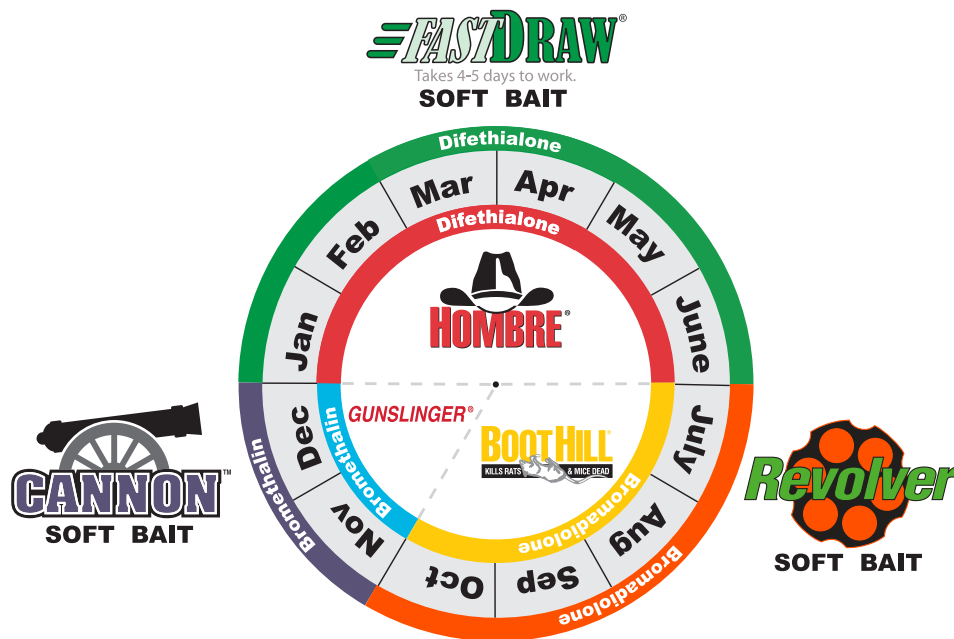 FASTDRAW®
Takes 4-5 days to work.
SOFT BAIT
Difethialone
Mar
Apr
May
June
July
Aug
Sep
Oct
Nov
Dec
Jan
Feb
Difethialone
HOMBRE®
GUNSLINGER®
BOOT HILL®
KILLS RATS & MICE DEAD
Bromethalin
Bromadiolone
Bromethalin
Bromadiolone
CANNON™
SOFT BAIT
Revolver
SOFT BAIT